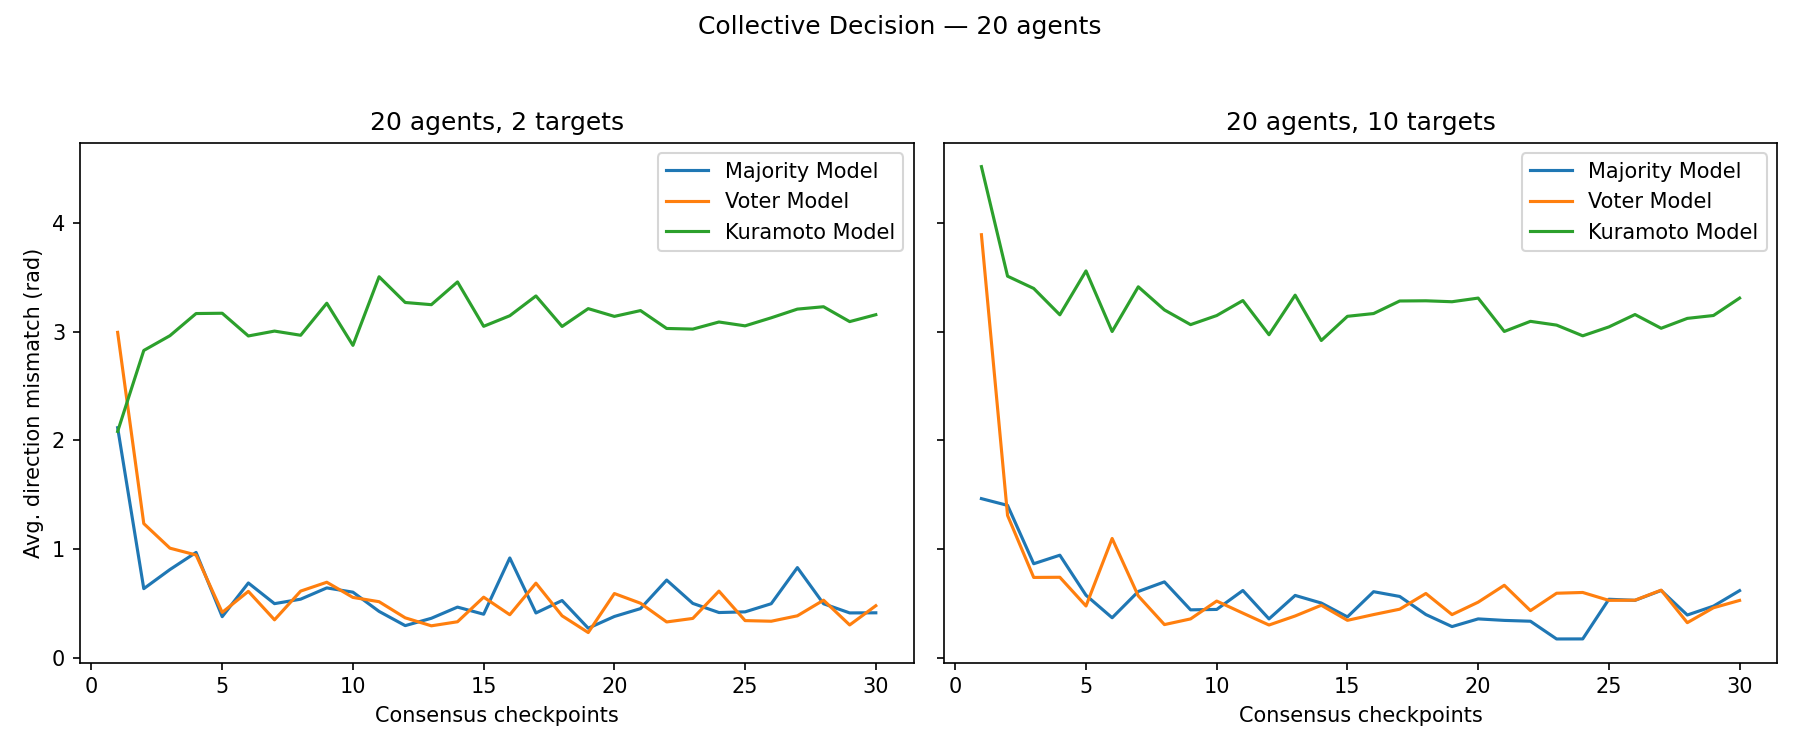 Collective Decision — 20 agents
20 agents, 2 targets
Majority Model
Voter Model
Kuramoto Model
Avg. direction mismatch (rad)
4
3
2
1
0
0 5 10 15 20 25 30
Consensus checkpoints
20 agents, 10 targets
Majority Model
Voter Model
Kuramoto Model
0 5 10 15 20 25 30
Consensus checkpoints